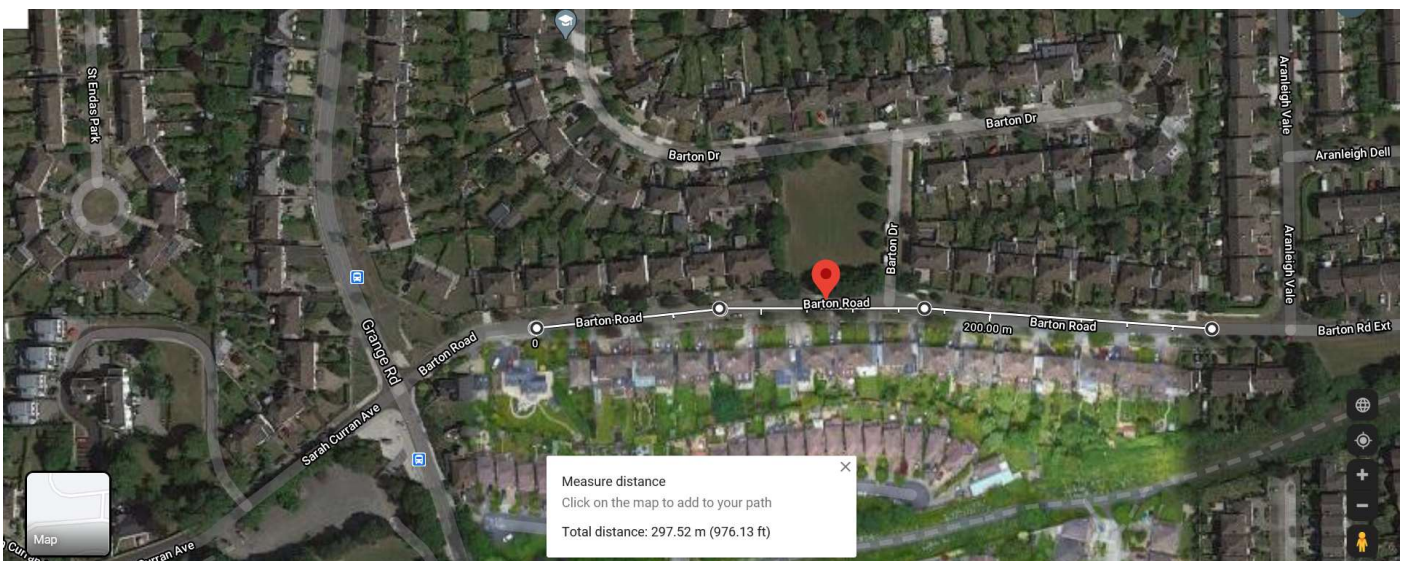 St Endas Park
Aranleigh Vale
Barton Dr
Barton Dr
Aranleigh Dell
Barton Dr
Aranleigh Vale
Barton Road
Barton Road
200.00 m
Barton Road
Barton Rd Ext
0
Grange Rd
Barton Road
Sarah Curran Ave
Measure distance
Click on the map to add to your path
Total distance: 297.52 m (976.13 ft)
Map